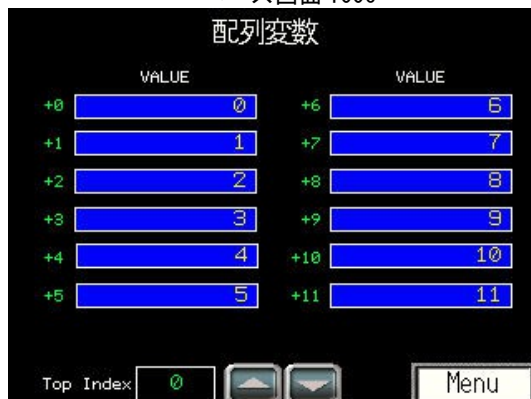 配列変数
VALUE VALUE
+0 0 +6 6
+1 1 +7 7
+2 2 +8 8
+3 3 +9 9
+4 4 +10 10
+5 5 +11 11
Top Index 0 Menu